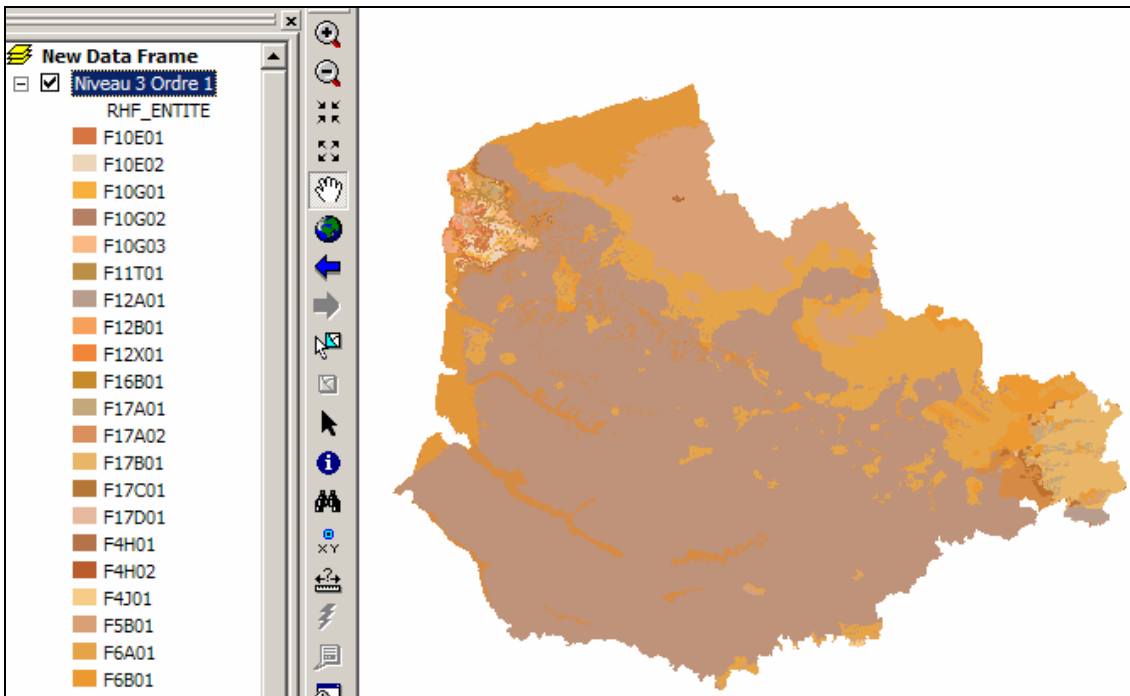 New Data Frame
Niveau 3 Ordre 1
RHF_ENTITE
F10E01
F10E02
F10G01
F10G02
F10G03
F11T01
F12A01
F12B01
F12X01
F16B01
F17A01
F17A02
F17B01
F17C01
F17D01
F4H01
F4H02
F4J01
F5B01
F6A01
F6B01
XY